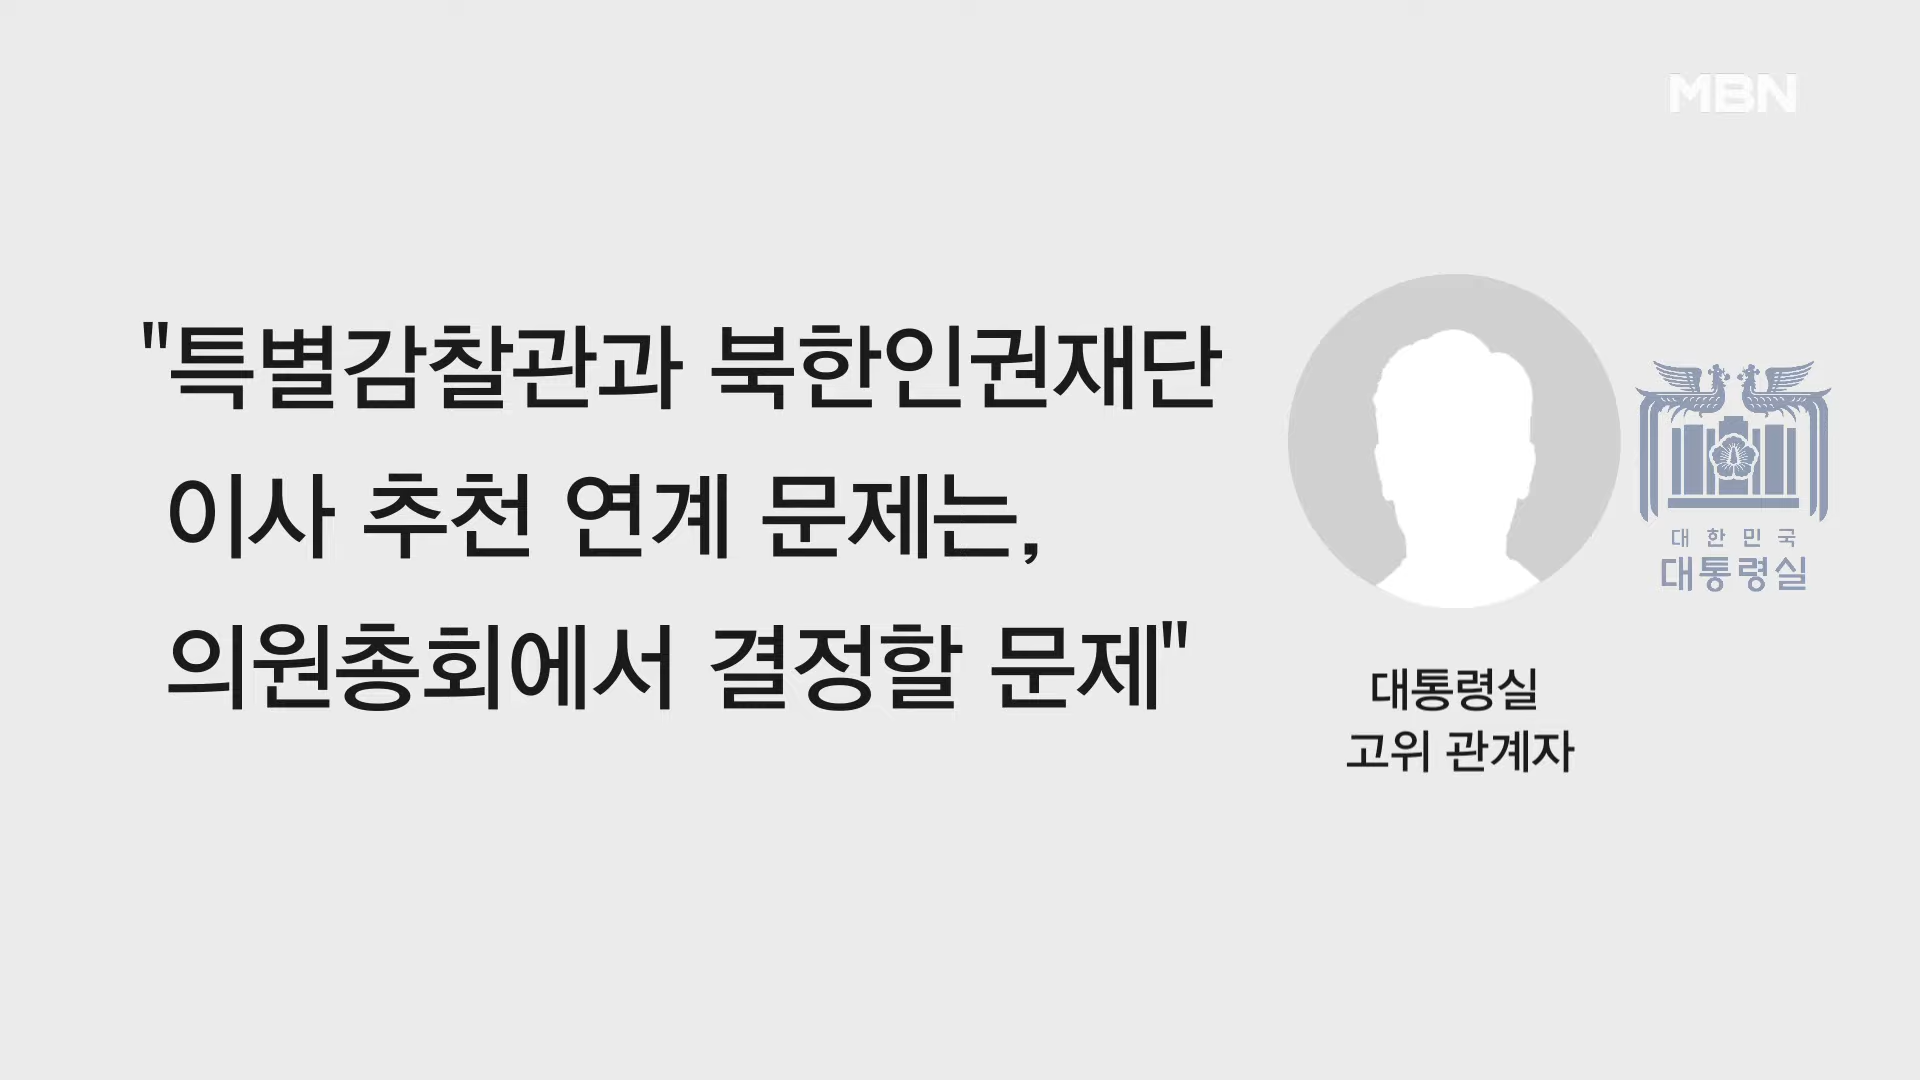 MBN
"특별감찰관과 북한인권재단
이사 추천 연계 문제는,
의원총회에서 결정할 문제"
대한민국
대통령실
대통령실
고위 관계자